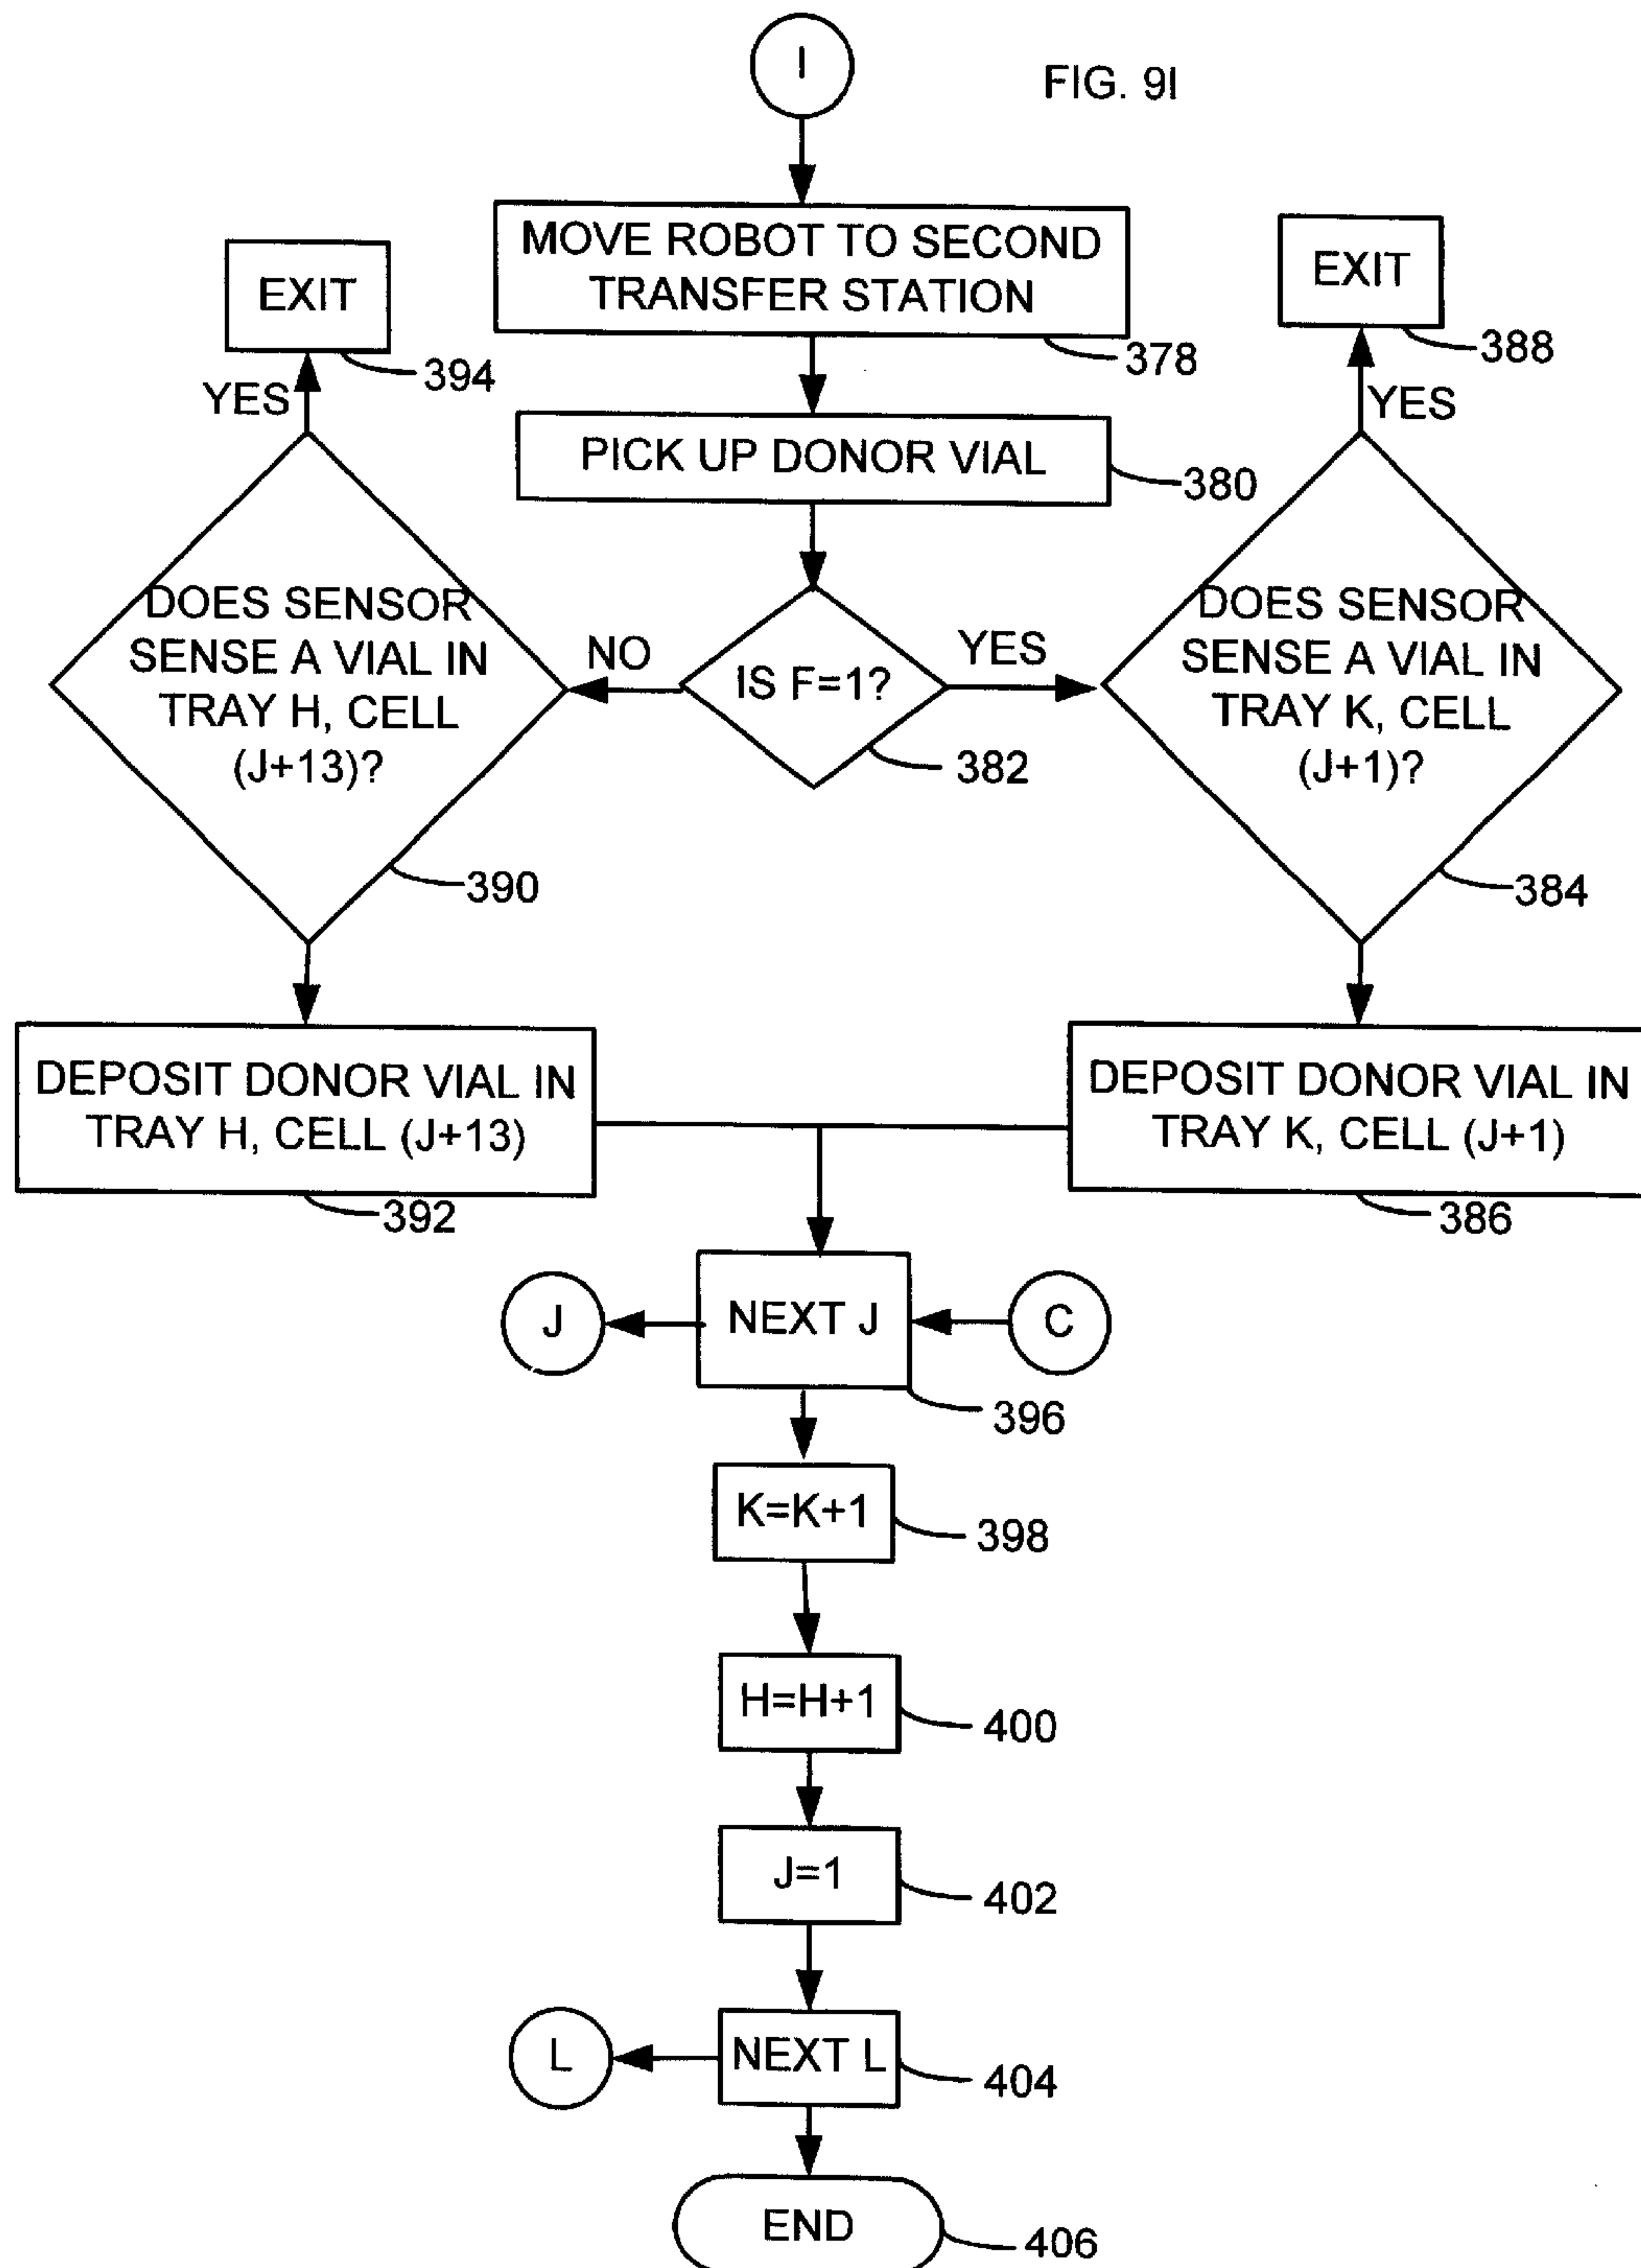 I
FIG. 9I
MOVE ROBOT TO SECOND
TRANSFER STATION
378
EXIT
394
YES
EXIT
388
YES
PICK UP DONOR VIAL
380
DOES SENSOR
SENSE A VIAL IN
TRAY H, CELL
(J+13)?
390
NO
IS F=1?
382
YES
DOES SENSOR
SENSE A VIAL IN
TRAY K, CELL
(J+1)?
384
DEPOSIT DONOR VIAL IN
TRAY H, CELL (J+13)
392
DEPOSIT DONOR VIAL IN
TRAY K, CELL (J+1)
386
J
NEXT J
C
396
K=K+1
398
H=H+1
400
J=1
402
L
NEXT L
404
END
406